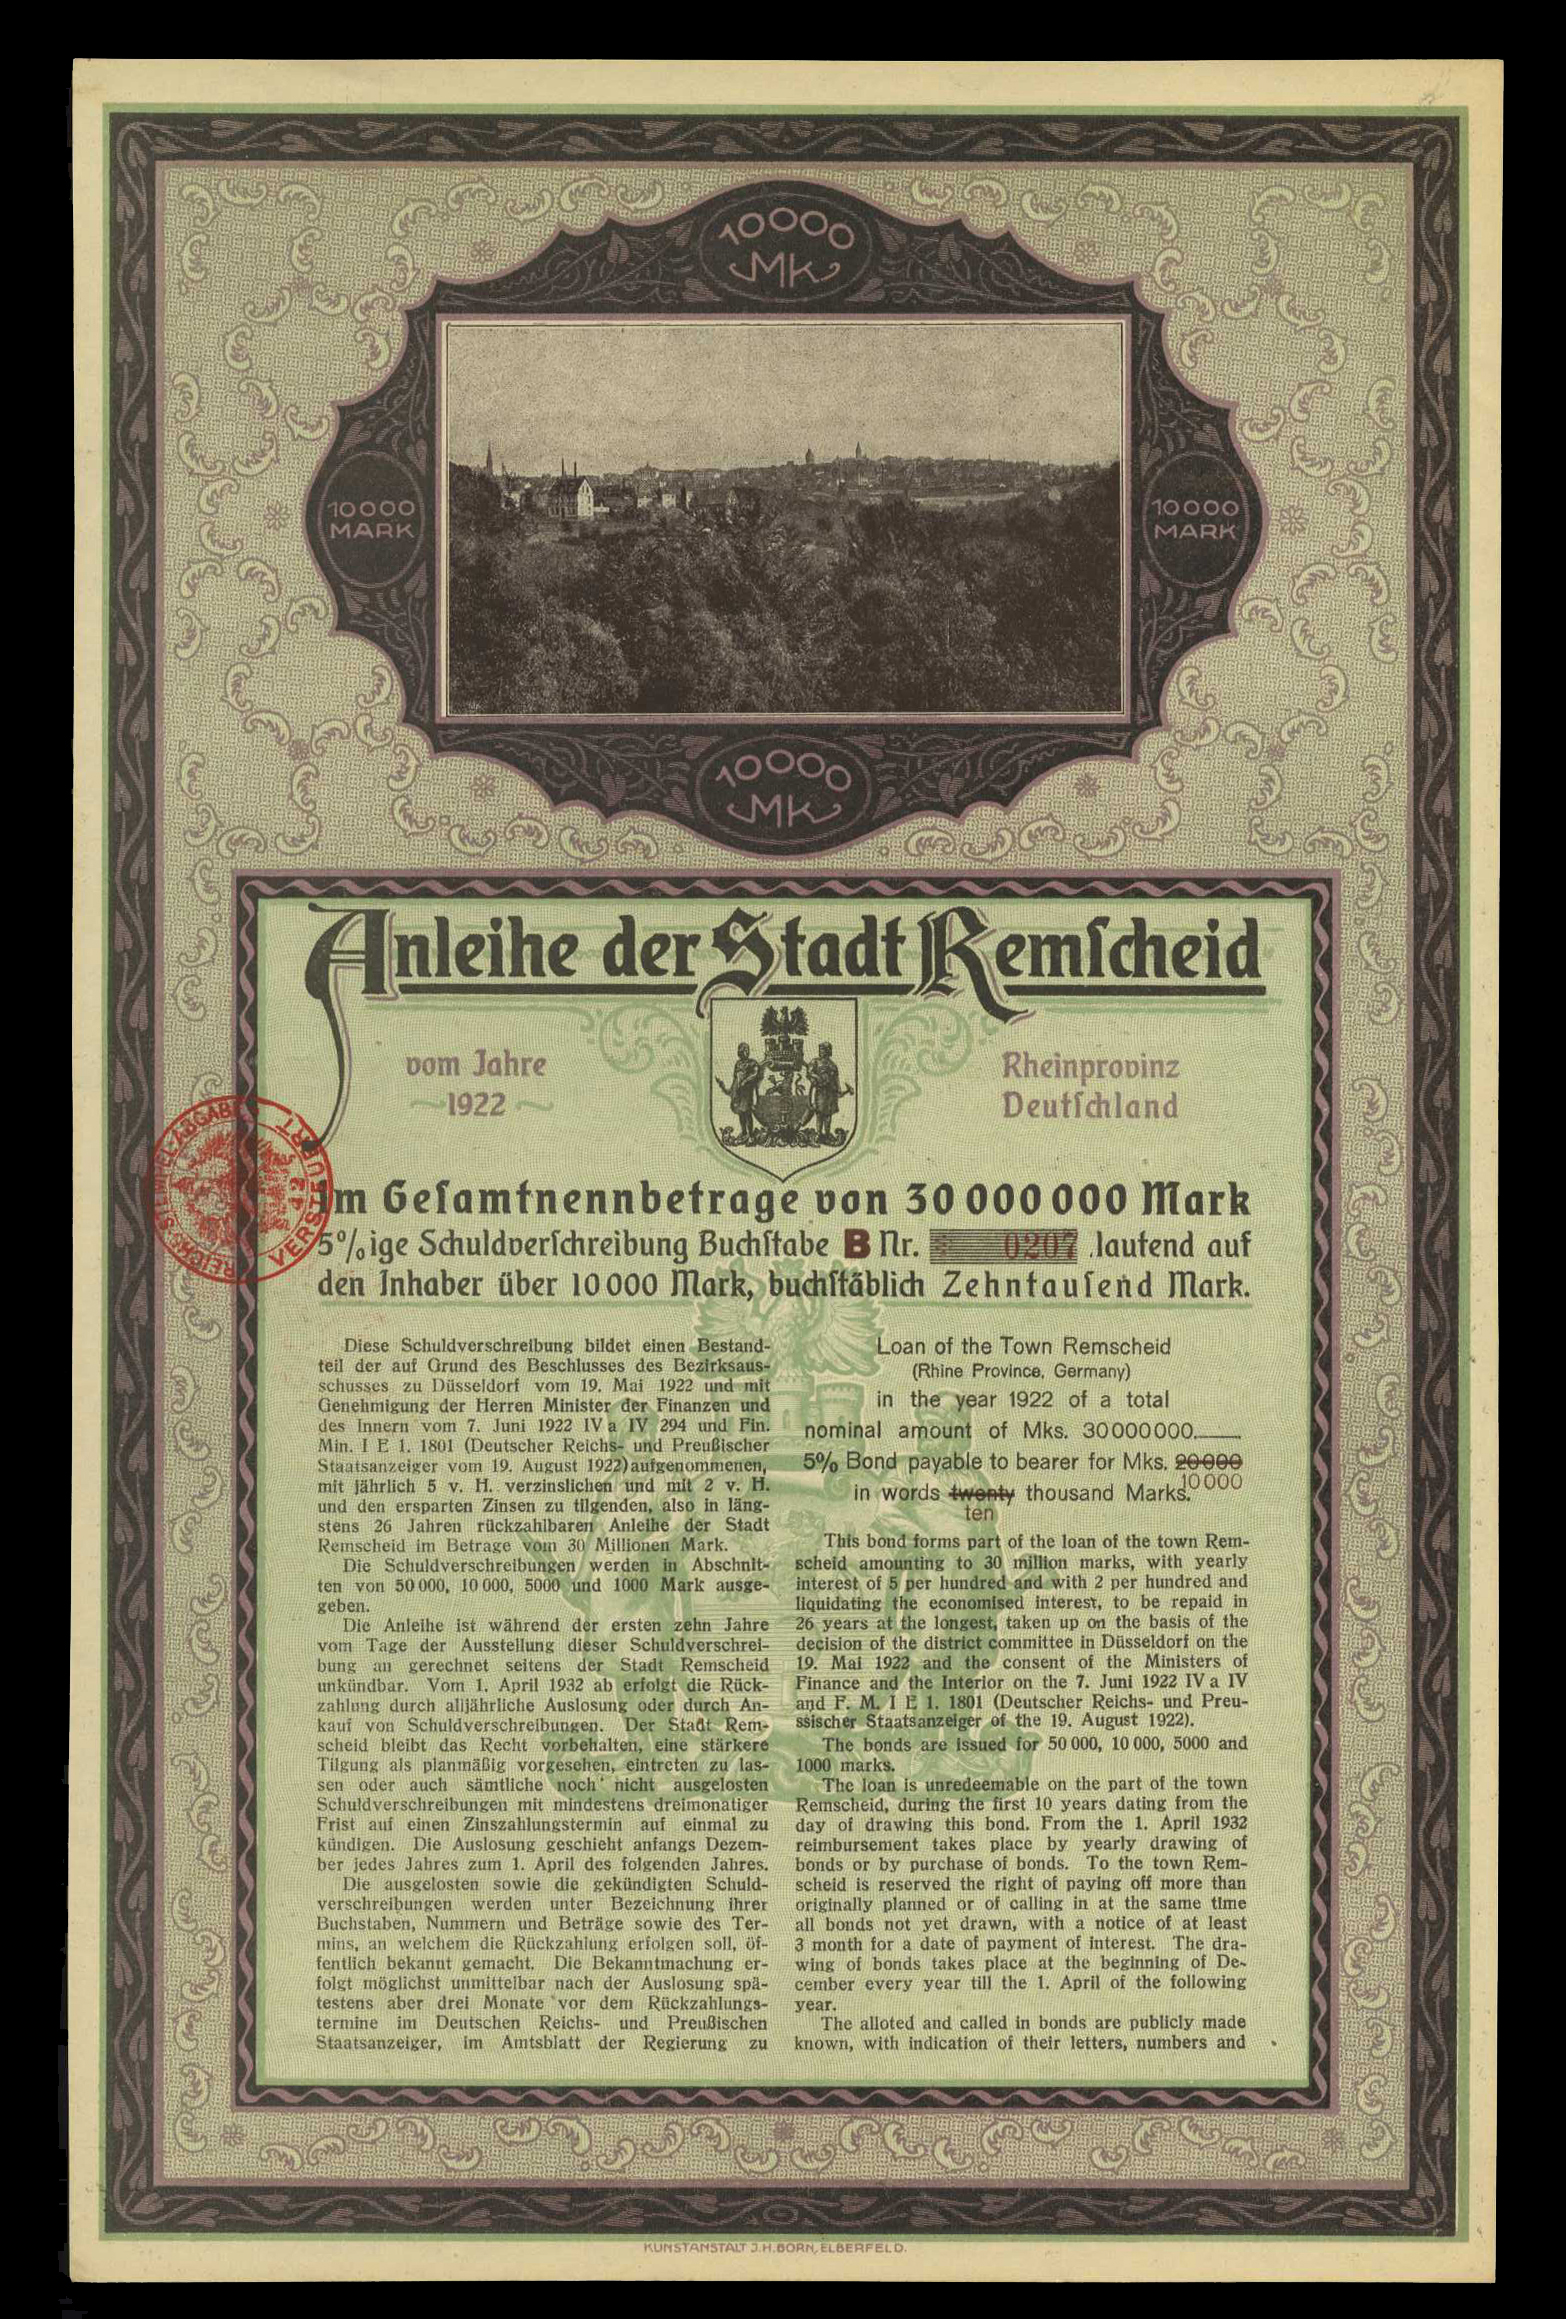 10000
MK
10000
MARK
10000
MARK
10000
MK
Anleihe der Stadt Remſcheid
vom Jahre
1922
Rheinprovinz
Deutſchland
REICHSSTEMPEL-ABGABE
VERSTEUERT
42
Im Geſamtnennbetrage von 30 000 000 Mark
5%ige Schuldverſchreibung Buchſtabe B Nr. 0207 lautend auf
den Inhaber über 10 000 Mark, buchſtäblich Zehntauſend Mark.
Diese Schuldverschreibung bildet einen Bestand-
teil der auf Grund des Beschlusses des Bezirksaus-
schusses zu Düsseldorf vom 19. Mai 1922 und mit
Genehmigung der Herren Minister der Finanzen und
des Innern vom 7. Juni 1922 IV a IV 294 und Fin.
Min. I E 1. 1801 (Deutscher Reichs- und Preußischer
Staatsanzeiger vom 19. August 1922) aufgenommenen,
mit jährlich 5 v. H. verzinslichen und mit 2 v. H.
und den ersparten Zinsen zu tilgenden, also in läng-
stens 26 Jahren rückzahlbaren Anleihe der Stadt
Remscheid im Betrage vom 30 Millionen Mark.
Die Schuldverschreibungen werden in Abschnit-
ten von 50 000, 10 000, 5000 und 1000 Mark ausge-
geben.
Die Anleihe ist während der ersten zehn Jahre
vom Tage der Ausstellung dieser Schuldverschrei-
bung an gerechnet seitens der Stadt Remscheid
unkündbar. Vom 1. April 1932 ab erfolgt die Rück-
zahlung durch alljährliche Auslosung oder durch An-
kauf von Schuldverschreibungen. Der Stadt Rem-
scheid bleibt das Recht vorbehalten, eine stärkere
Tilgung als planmäßig vorgesehen, eintreten zu las-
sen oder auch sämtliche noch nicht ausgelosten
Schuldverschreibungen mit mindestens dreimonatiger
Frist auf einen Zinszahlungstermin auf einmal zu
kündigen. Die Auslosung geschieht anfangs Dezem-
ber jedes Jahres zum 1. April des folgenden Jahres.
Die ausgelosten sowie die gekündigten Schuld-
verschreibungen werden unter Bezeichnung ihrer
Buchstaben, Nummern und Beträge sowie des Ter-
mins, an welchem die Rückzahlung erfolgen soll, öf-
fentlich bekannt gemacht. Die Bekanntmachung er-
folgt möglichst unmittelbar nach der Auslosung spä-
testens aber drei Monate vor dem Rückzahlungs-
termine im Deutschen Reichs- und Preußischen
Staatsanzeiger, im Amtsblatt der Regierung zu
Loan of the Town Remscheid
(Rhine Province, Germany)
in the year 1922 of a total
nominal amount of Mks. 30000000.
5% Bond payable to bearer for Mks. 20000
10000
in words twenty thousand Marks.
ten
This bond forms part of the loan of the town Rem-
scheid amounting to 30 million marks, with yearly
interest of 5 per hundred and with 2 per hundred and
liquidating the economised interest, to be repaid in
26 years at the longest, taken up on the basis of the
decision of the district committee in Düsseldorf on the
19. Mai 1922 and the consent of the Ministers of
Finance and the Interior on the 7. Juni 1922 IV a IV
and F. M. I E 1. 1801 (Deutscher Reichs- und Preu-
ssischer Staatsanzeiger of the 19. August 1922).
The bonds are issued for 50 000, 10 000, 5000 and
1000 marks.
The loan is unredeemable on the part of the town
Remscheid, during the first 10 years dating from the
day of drawing this bond. From the 1. April 1932
reimbursement takes place by yearly drawing of
bonds or by purchase of bonds. To the town Rem-
scheid is reserved the right of paying off more than
originally planned or of calling in at the same time
all bonds not yet drawn, with a notice of at least
3 month for a date of payment of interest. The dra-
wing of bonds takes place at the beginning of De-
cember every year till the 1. April of the following
year.
The alloted and called in bonds are publicly made
known, with indication of their letters, numbers and
KUNSTANSTALT J.H.BORN, ELBERFELD.